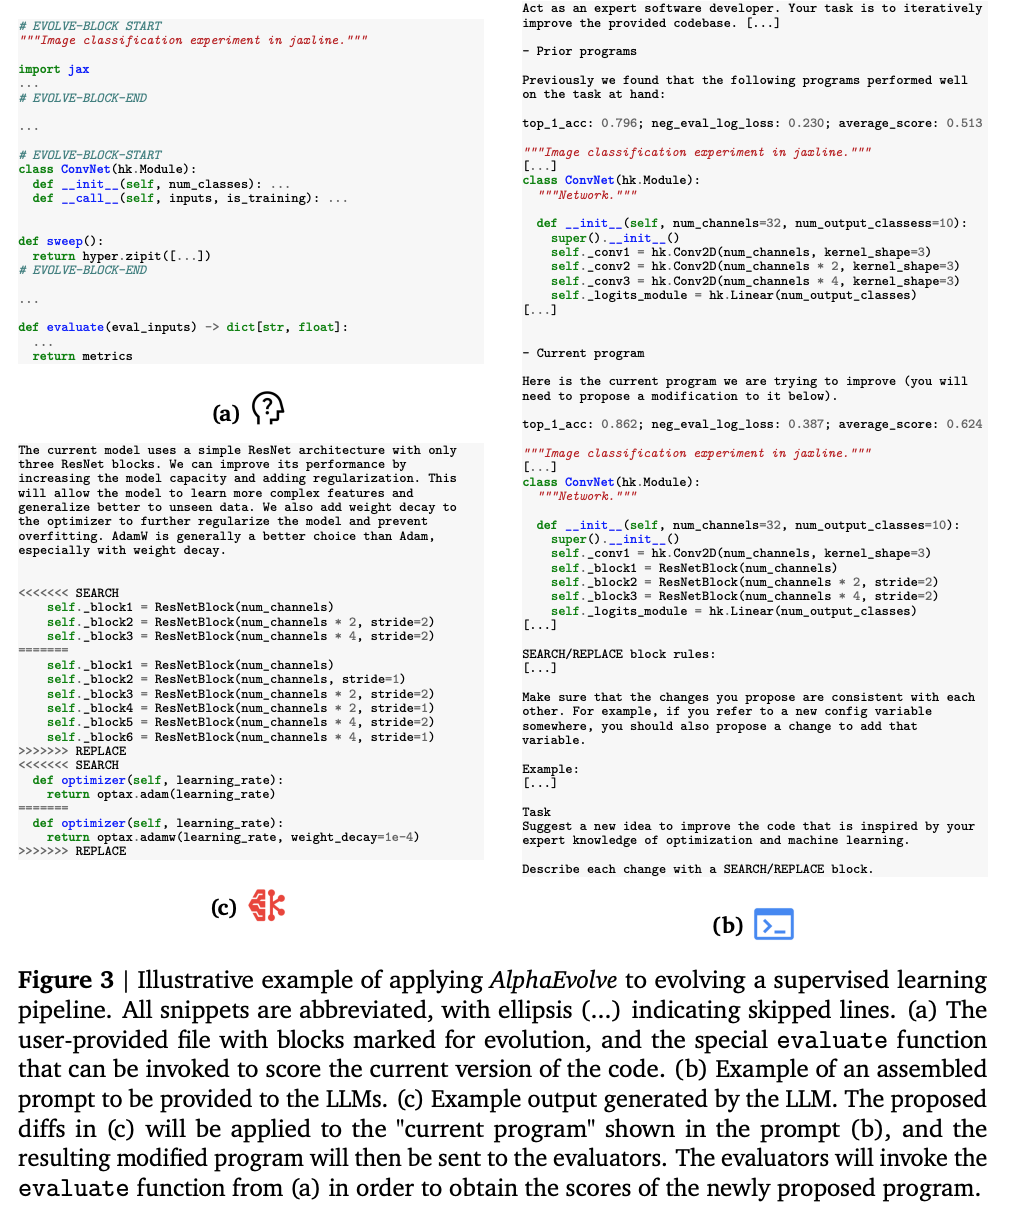 # EVOLVE-BLOCK START
"""Image classification experiment in jaxline."""

import jax
...
# EVOLVE-BLOCK-END

...

# EVOLVE-BLOCK-START
class ConvNet(hk.Module):
  def __init__(self, num_classes): ...
  def __call__(self, inputs, is_training): ...


def sweep():
  return hyper.zipit([...])
# EVOLVE-BLOCK-END

...

def evaluate(eval_inputs) -> dict[str, float]:
  ...
  return metrics

(a)

The current model uses a simple ResNet architecture with only
three ResNet blocks. We can improve its performance by
increasing the model capacity and adding regularization. This
will allow the model to learn more complex features and
generalize better to unseen data. We also add weight decay to
the optimizer to further regularize the model and prevent
overfitting. AdamW is generally a better choice than Adam,
especially with weight decay.


<<<<<<< SEARCH
    self._block1 = ResNetBlock(num_channels)
    self._block2 = ResNetBlock(num_channels * 2, stride=2)
    self._block3 = ResNetBlock(num_channels * 4, stride=2)
=======
    self._block1 = ResNetBlock(num_channels)
    self._block2 = ResNetBlock(num_channels, stride=1)
    self._block3 = ResNetBlock(num_channels * 2, stride=2)
    self._block4 = ResNetBlock(num_channels * 2, stride=1)
    self._block5 = ResNetBlock(num_channels * 4, stride=2)
    self._block6 = ResNetBlock(num_channels * 4, stride=1)
>>>>>>> REPLACE
<<<<<<< SEARCH
  def optimizer(self, learning_rate):
    return optax.adam(learning_rate)
=======
  def optimizer(self, learning_rate):
    return optax.adamw(learning_rate, weight_decay=1e-4)
>>>>>>> REPLACE

(c)

Act as an expert software developer. Your task is to iteratively
improve the provided codebase. [...]

- Prior programs

Previously we found that the following programs performed well
on the task at hand:

top_1_acc: 0.796; neg_eval_log_loss: 0.230; average_score: 0.513

"""Image classification experiment in jaxline."""
[...]
class ConvNet(hk.Module):
  """Network."""

  def __init__(self, num_channels=32, num_output_classess=10):
    super().__init__()
    self._conv1 = hk.Conv2D(num_channels, kernel_shape=3)
    self._conv2 = hk.Conv2D(num_channels * 2, kernel_shape=3)
    self._conv3 = hk.Conv2D(num_channels * 4, kernel_shape=3)
    self._logits_module = hk.Linear(num_output_classes)
[...]


- Current program

Here is the current program we are trying to improve (you will
need to propose a modification to it below).

top_1_acc: 0.862; neg_eval_log_loss: 0.387; average_score: 0.624

"""Image classification experiment in jaxline."""
[...]
class ConvNet(hk.Module):
  """Network."""

  def __init__(self, num_channels=32, num_output_classes=10):
    super().__init__()
    self._conv1 = hk.Conv2D(num_channels, kernel_shape=3)
    self._block1 = ResNetBlock(num_channels)
    self._block2 = ResNetBlock(num_channels * 2, stride=2)
    self._block3 = ResNetBlock(num_channels * 4, stride=2)
    self._logits_module = hk.Linear(num_output_classes)
[...]

SEARCH/REPLACE block rules:
[...]

Make sure that the changes you propose are consistent with each
other. For example, if you refer to a new config variable
somewhere, you should also propose a change to add that
variable.

Example:
[...]

Task
Suggest a new idea to improve the code that is inspired by your
expert knowledge of optimization and machine learning.

Describe each change with a SEARCH/REPLACE block.

(b)

Figure 3 | Illustrative example of applying AlphaEvolve to evolving a supervised learning
pipeline. All snippets are abbreviated, with ellipsis (...) indicating skipped lines. (a) The
user-provided file with blocks marked for evolution, and the special evaluate function
that can be invoked to score the current version of the code. (b) Example of an assembled
prompt to be provided to the LLMs. (c) Example output generated by the LLM. The proposed
diffs in (c) will be applied to the "current program" shown in the prompt (b), and the
resulting modified program will then be sent to the evaluators. The evaluators will invoke the
evaluate function from (a) in order to obtain the scores of the newly proposed program.